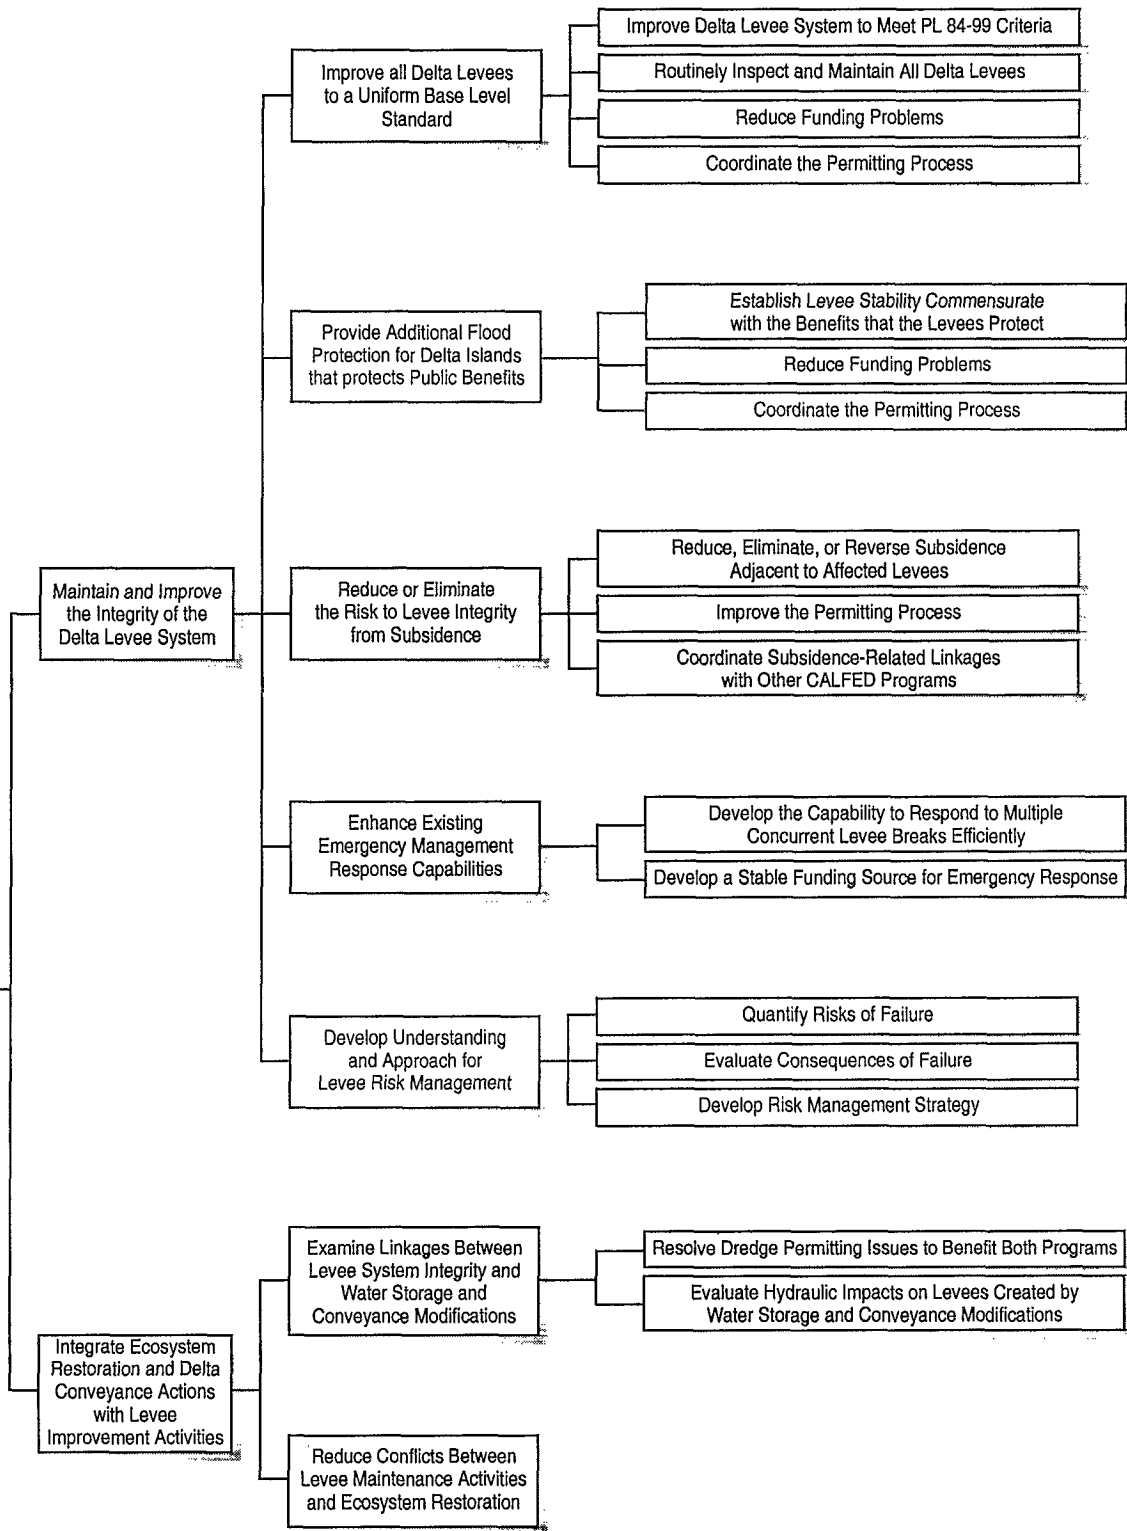 Improve Delta Levee System to Meet PL 84-99 Criteria
Improve all Delta Levees
to a Uniform Base Level
Standard
Routinely Inspect and Maintain All Delta Levees
Reduce Funding Problems
Coordinate the Permitting Process
Provide Additional Flood
Protection for Delta Islands
that protects Public Benefits
Establish Levee Stability Commensurate
with the Benefits that the Levees Protect
Reduce Funding Problems
Coordinate the Permitting Process
Maintain and Improve
the Integrity of the
Delta Levee System
Reduce or Eliminate
the Risk to Levee Integrity
from Subsidence
Reduce, Eliminate, or Reverse Subsidence
Adjacent to Affected Levees
Improve the Permitting Process
Coordinate Subsidence-Related Linkages
with Other CALFED Programs
Enhance Existing
Emergency Management
Response Capabilities
Develop the Capability to Respond to Multiple
Concurrent Levee Breaks Efficiently
Develop a Stable Funding Source for Emergency Response
Develop Understanding
and Approach for
Levee Risk Management
Quantify Risks of Failure
Evaluate Consequences of Failure
Develop Risk Management Strategy
Integrate Ecosystem
Restoration and Delta
Conveyance Actions
with Levee
Improvement Activities
Examine Linkages Between
Levee System Integrity and
Water Storage and
Conveyance Modifications
Resolve Dredge Permitting Issues to Benefit Both Programs
Evaluate Hydraulic Impacts on Levees Created by
Water Storage and Conveyance Modifications
Reduce Conflicts Between
Levee Maintenance Activities
and Ecosystem Restoration